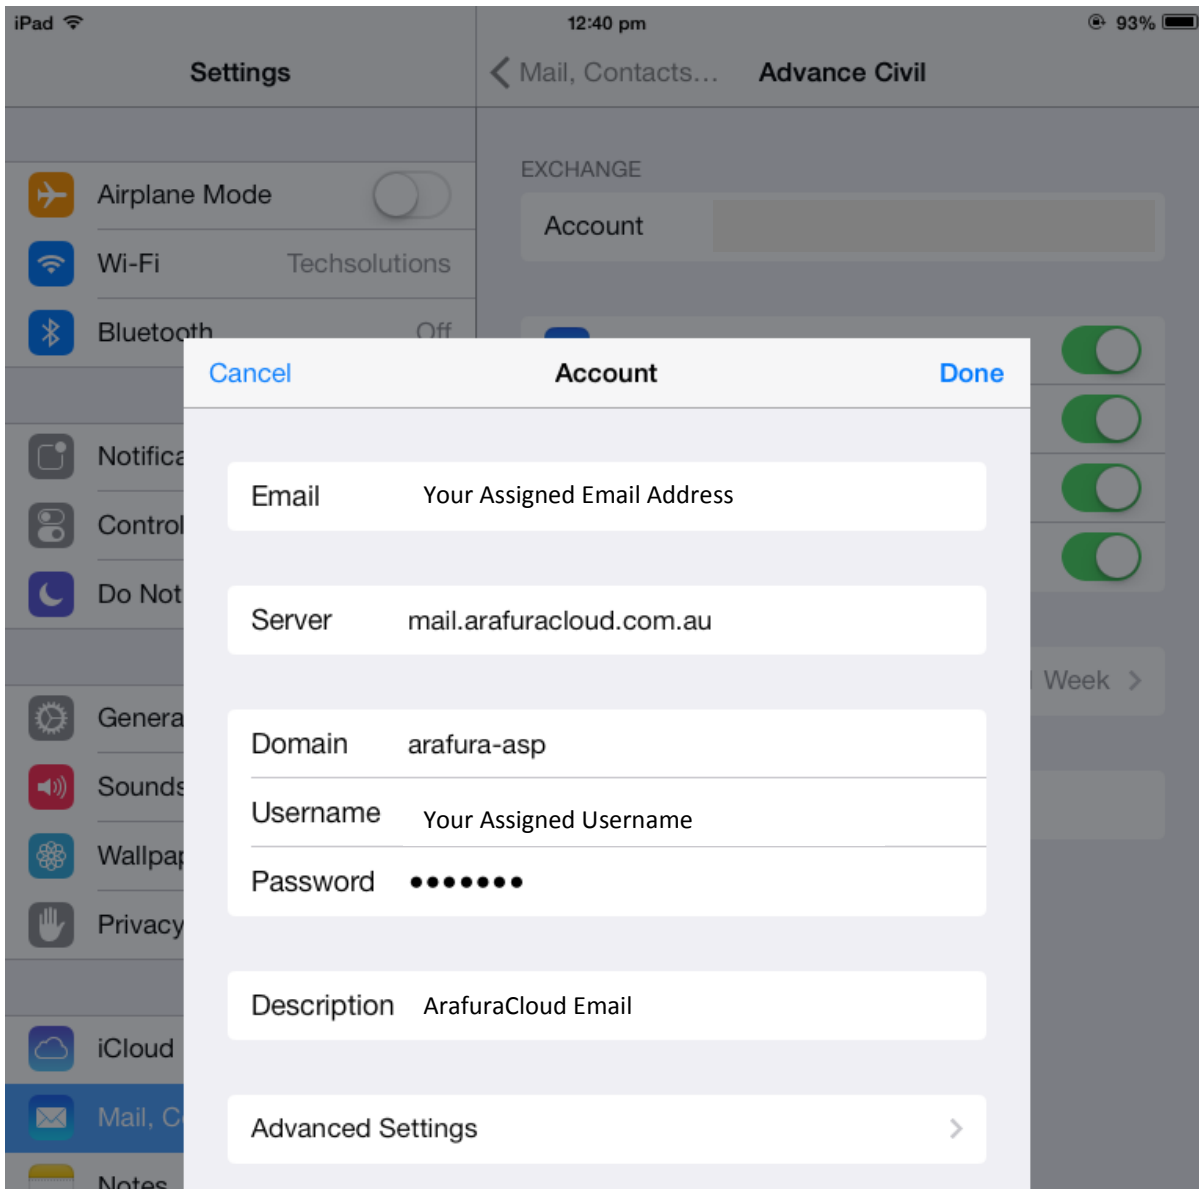 iPad 12:40 pm 93%
Settings
Mail, Contacts... Advance Civil
Airplane Mode
Wi-Fi Techsolutions
Bluetooth Off
EXCHANGE
Account
Cancel Account Done
Email Your Assigned Email Address
Server mail.arafuracloud.com.au
Domain arafura-asp
Username Your Assigned Username
Password •••••••
Description ArafuraCloud Email
Advanced Settings
Notifica
Control
Do Not
Genera
Sounds
Wallpap
Privacy
iCloud
Mail, C
Notes
Week